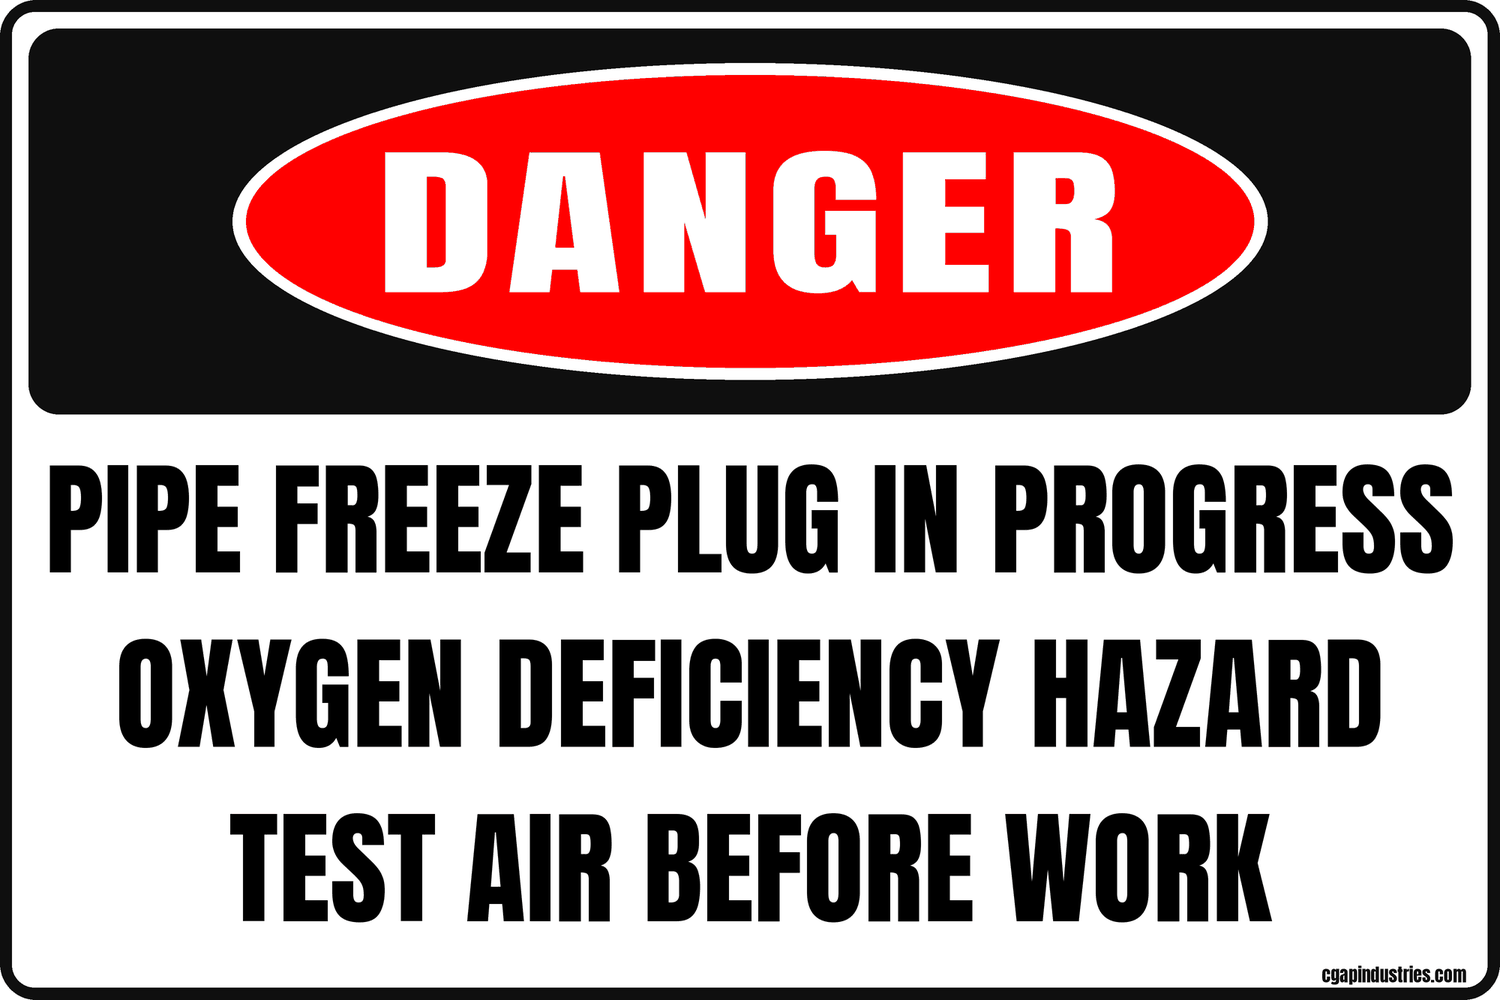 DANGER
PIPE FREEZE PLUG IN PROGRESS
OXYGEN DEFICIENCY HAZARD
TEST AIR BEFORE WORK
cgapindustries.com